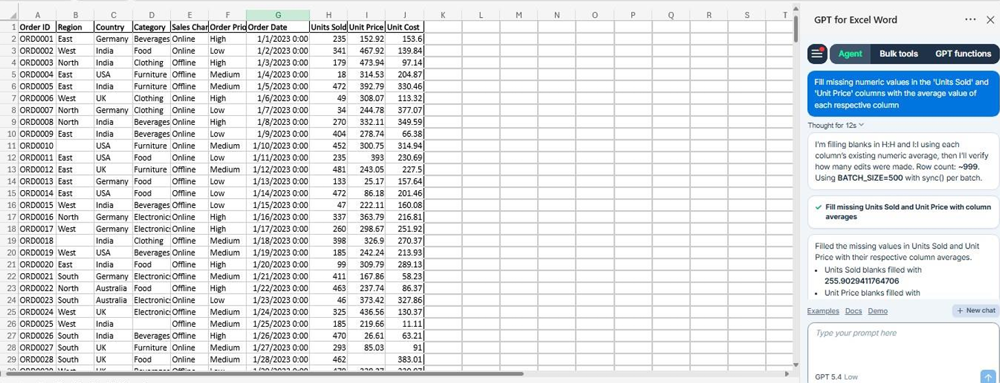 A B C D E F G H I J K L M N O P Q R S T
1 Order ID Region Country Category Sales Chan Order Prio Order Date Units Sold Unit Price Unit Cost
2 ORD0001 East Germany Beverages Online High 1/1/2023 0:00 235 152.92 153.6
3 ORD0002 West India Food Online Low 1/2/2023 0:00 341 467.92 139.84
4 ORD0003 North India Clothing Offline High 1/3/2023 0:00 179 473.94 97.14
5 ORD0004 East USA Furniture Online Medium 1/4/2023 0:00 18 314.53 204.87
6 ORD0005 East India Furniture Offline Medium 1/5/2023 0:00 472 392.79 330.46
7 ORD0006 West UK Clothing Online High 1/6/2023 0:00 49 308.07 113.32
8 ORD0007 North Germany Clothing Online Low 1/7/2023 0:00 34 244.78 377.07
9 ORD0008 North India Beverages Online High 1/8/2023 0:00 270 332.11 349.59
10 ORD0009 East India Beverages Online Low 1/9/2023 0:00 404 278.74 66.38
11 ORD0010 USA Furniture Online Medium 1/10/2023 0:00 452 300.75 314.94
12 ORD0011 East USA Food Online Low 1/11/2023 0:00 235 393 230.69
13 ORD0012 East UK Furniture Offline Medium 1/12/2023 0:00 481 243.05 227.5
14 ORD0013 East Germany Food Offline Low 1/13/2023 0:00 133 25.17 157.64
15 ORD0014 East USA Food Offline Low 1/14/2023 0:00 472 86.18 201.46
16 ORD0015 West India Beverages Online Low 1/15/2023 0:00 47 222.11 160.08
17 ORD0016 North Germany Electronic Online High 1/16/2023 0:00 337 363.79 216.81
18 ORD0017 West Germany Electronic Online Medium 1/17/2023 0:00 260 298.67 251.92
19 ORD0018 India Clothing Offline Medium 1/18/2023 0:00 398 326.9 270.37
20 ORD0019 West USA Beverages Online Medium 1/19/2023 0:00 185 242.24 213.93
21 ORD0020 East India Food Offline High 1/20/2023 0:00 99 309.79 289.13
22 ORD0021 South Germany Electronic Offline Medium 1/21/2023 0:00 411 167.86 58.23
23 ORD0022 North Australia Food Offline High 1/22/2023 0:00 463 237.74 86.37
24 ORD0023 South Australia Electronic Online Low 1/23/2023 0:00 46 373.42 327.86
25 ORD0024 West UK Electronic Offline Medium 1/24/2023 0:00 325 436.56 130.37
26 ORD0025 West India Offline Medium 1/25/2023 0:00 185 219.66 11.11
27 ORD0026 South India Beverages Offline High 1/26/2023 0:00 470 26.61 63.21
28 ORD0027 South UK Furniture Online Medium 1/27/2023 0:00 293 85.03 91
29 ORD0028 South UK Food Online Medium 1/28/2023 0:00 462 383.01
GPT for Excel Word
Agent Bulk tools GPT functions
Fill missing numeric values in the 'Units Sold' and
'Unit Price' columns with the average value of
each respective column
Thought for 12s
I'm filling blanks in H:H and I:I using each
column's existing numeric average, then I'll verify
how many edits were made. Row count: ~999.
Using BATCH_SIZE=500 with sync() per batch.
Fill missing Units Sold and Unit Price with column
averages
Filled the missing values in Units Sold and Unit
Price with their respective column averages.
• Units Sold blanks filled with
255.9029411764706
• Unit Price blanks filled with
Examples Docs Demo + New chat
Type your prompt here
GPT 5.4 Low